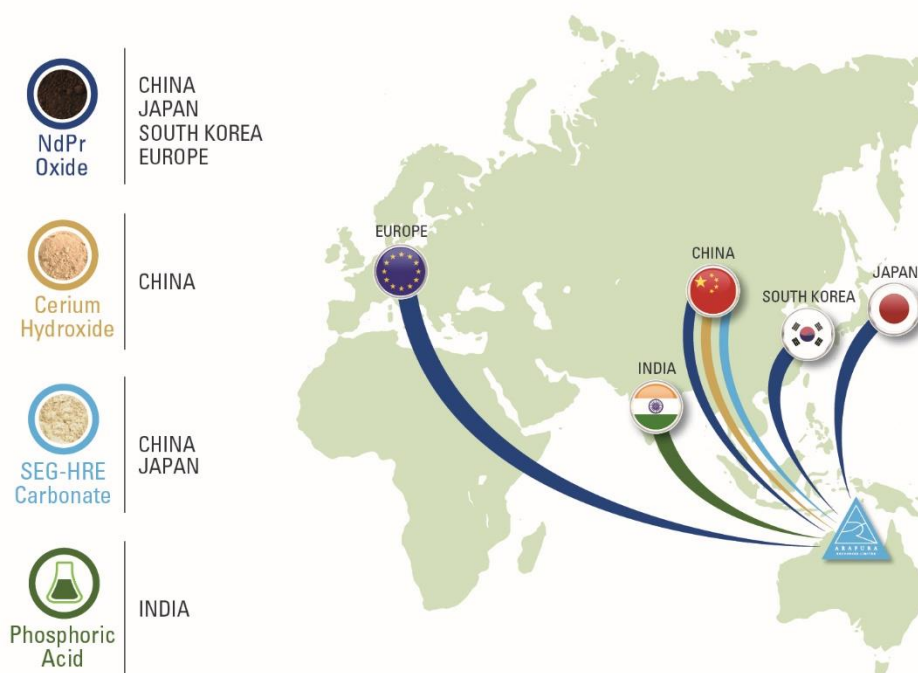 NdPr
Oxide
CHINA
JAPAN
SOUTH KOREA
EUROPE
Cerium
Hydroxide
CHINA
SEG-HRE
Carbonate
CHINA
JAPAN
Phosphoric
Acid
INDIA
EUROPE
CHINA
SOUTH KOREA
JAPAN
INDIA
ARAFURA